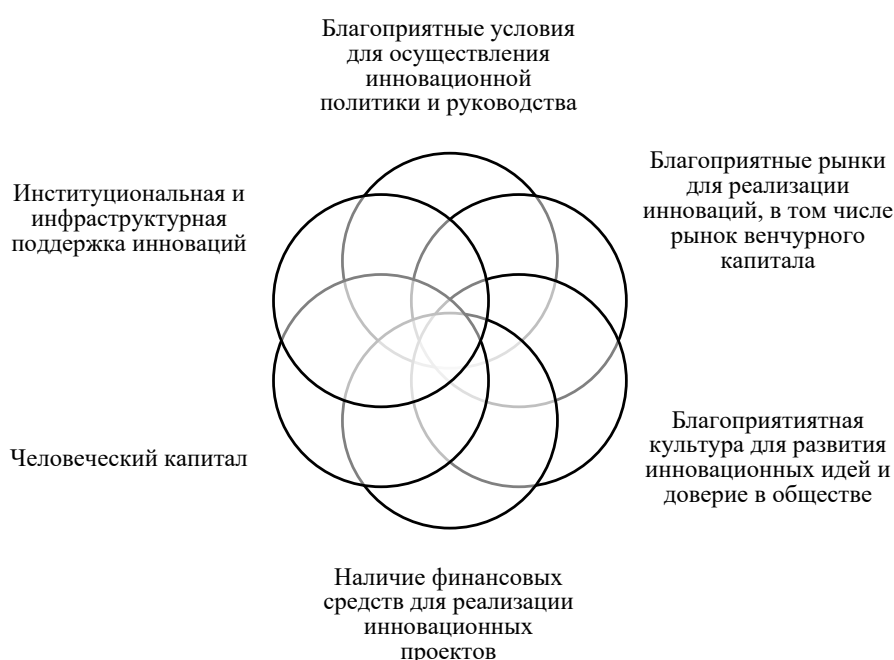 Благоприятные условия
для осуществления
инновационной
политики и руководства
Благоприятные рынки
для реализации
инноваций, в том числе
рынок венчурного
капитала
Институциональная и
инфраструктурная
поддержка инноваций
Благоприятиятная
культура для развития
инновационных идей и
доверие в обществе
Человеческий капитал
Наличие финансовых
средств для реализации
инновационных
проектов